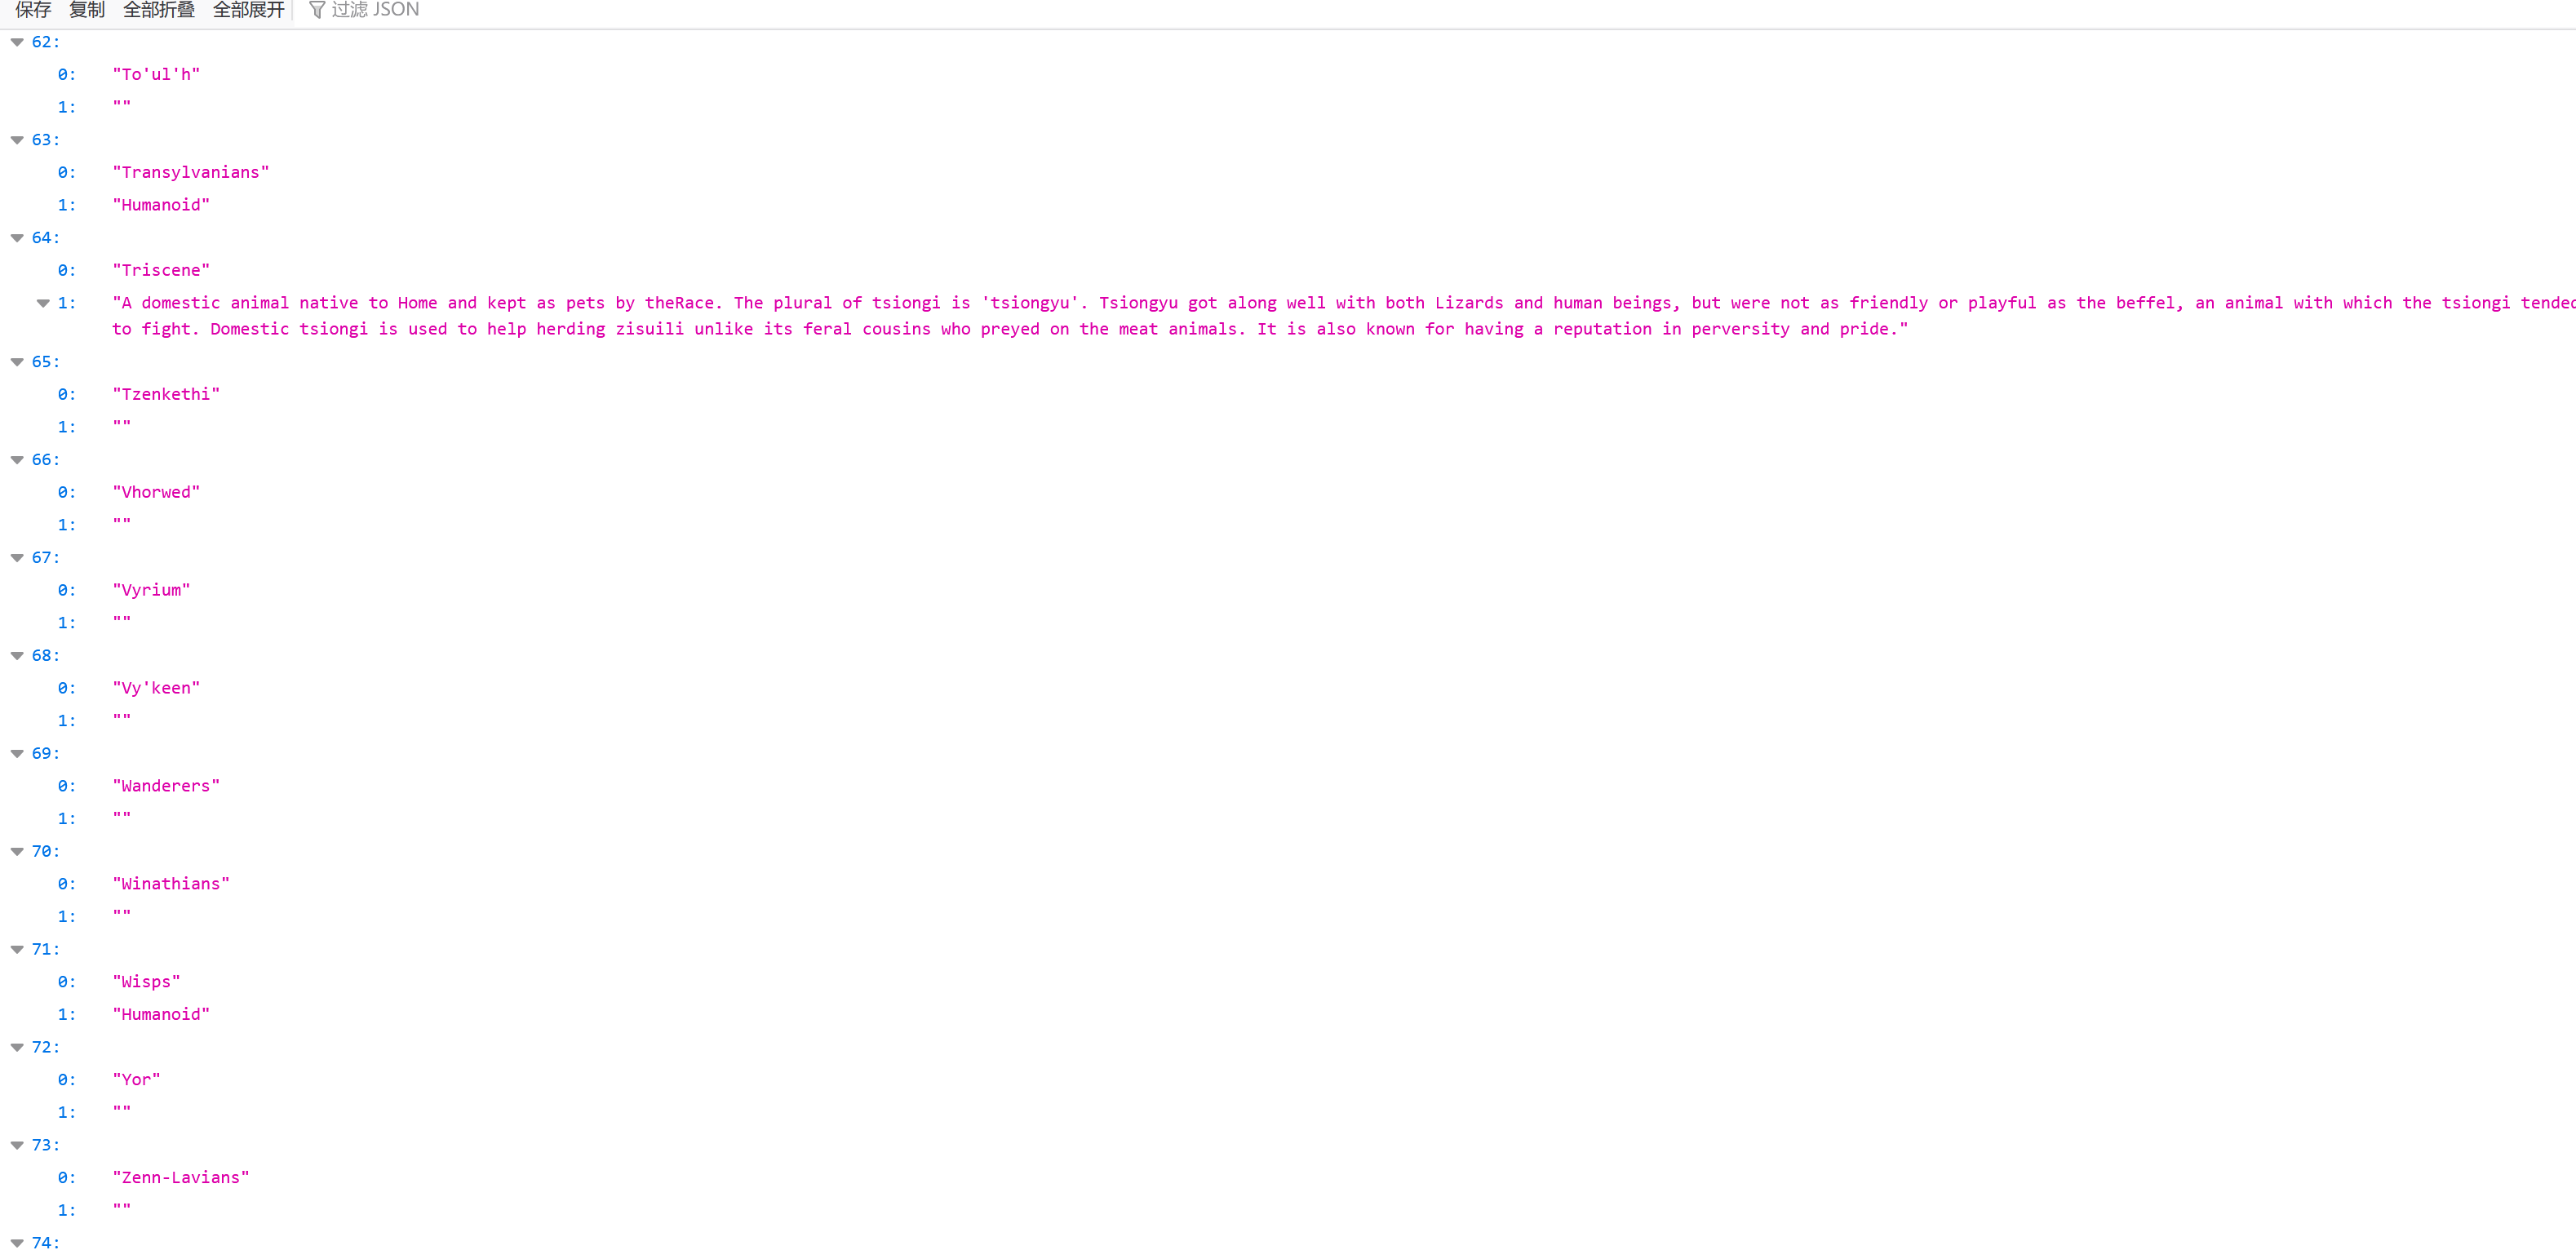 保存 复制 全部折叠 全部展开 过滤 JSON
62:
0: "To'ul'h"
1: ""
63:
0: "Transylvanians"
1: "Humanoid"
64:
0: "Triscene"
1: "A domestic animal native to Home and kept as pets by theRace. The plural of tsiongi is 'tsiongyu'. Tsiongyu got along well with both Lizards and human beings, but were not as friendly or playful as the beffel, an animal with which the tsiongi tended
to fight. Domestic tsiongi is used to help herding zisuili unlike its feral cousins who preyed on the meat animals. It is also known for having a reputation in perversity and pride."
65:
0: "Tzenkethi"
1: ""
66:
0: "Vhorwed"
1: ""
67:
0: "Vyrium"
1: ""
68:
0: "Vy'keen"
1: ""
69:
0: "Wanderers"
1: ""
70:
0: "Winathians"
1: ""
71:
0: "Wisps"
1: "Humanoid"
72:
0: "Yor"
1: ""
73:
0: "Zenn-Lavians"
1: ""
74: